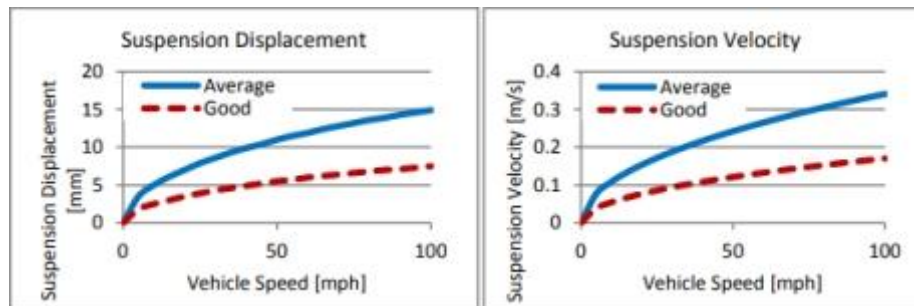 Suspension Displacement
Suspension Displacement
[mm]
20
15
10
5
0
Average
Good
0
50
100
Vehicle Speed [mph]
Suspension Velocity
Suspension Velocity [m/s]
0.4
0.3
0.2
0.1
0
Average
Good
0
50
100
Vehicle Speed [mph]